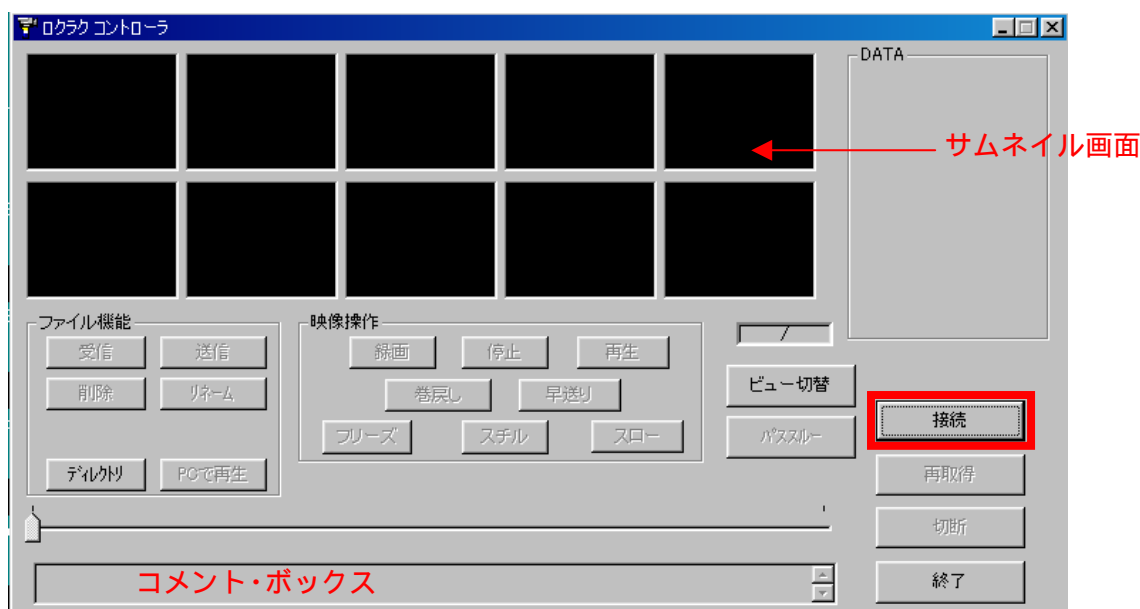 ロクラク コントローラ
DATA
サムネイル画面
ファイル機能
受信 送信
削除 リネーム
ディレクトリ PCで再生
映像操作
録画 停止 再生
巻戻し 早送り
フリーズ スチル スロー
/
ビュー切替
パススルー
接続
再取得
切断
終了
コメント・ボックス